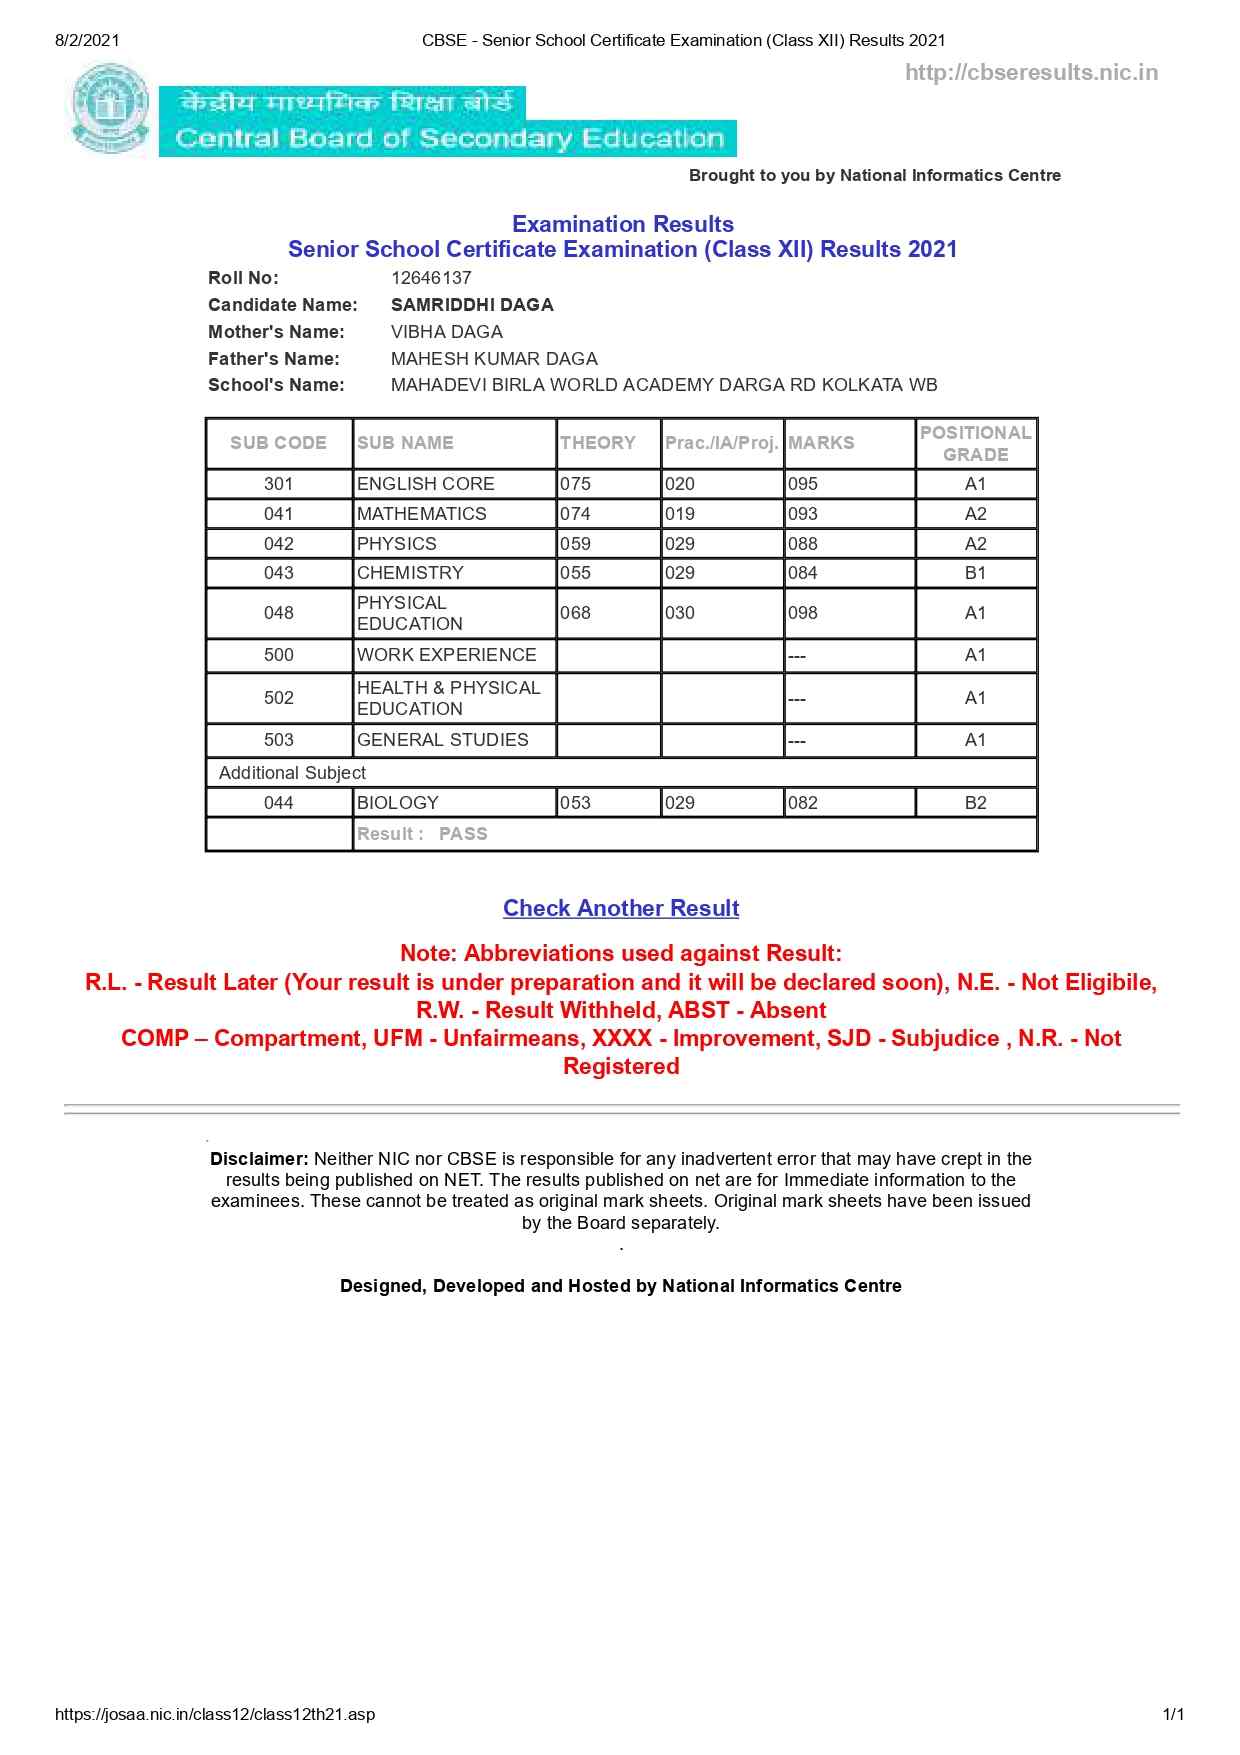 8/2/2021 CBSE - Senior School Certificate Examination (Class XII) Results 2021
http://cbseresults.nic.in
केंद्रीय माध्यमिक शिक्षा बोर्ड
Central Board of Secondary Education
Brought to you by National Informatics Centre
Examination Results
Senior School Certificate Examination (Class XII) Results 2021
Roll No: 12646137
Candidate Name: SAMRIDDHI DAGA
Mother's Name: VIBHA DAGA
Father's Name: MAHESH KUMAR DAGA
School's Name: MAHADEVI BIRLA WORLD ACADEMY DARGA RD KOLKATA WB
SUB CODE SUB NAME THEORY Prac./IA/Proj. MARKS POSITIONAL
GRADE
301 ENGLISH CORE 075 020 095 A1
041 MATHEMATICS 074 019 093 A2
042 PHYSICS 059 029 088 A2
043 CHEMISTRY 055 029 084 B1
048 PHYSICAL
EDUCATION 068 030 098 A1
500 WORK EXPERIENCE --- A1
502 HEALTH & PHYSICAL
EDUCATION --- A1
503 GENERAL STUDIES --- A1
Additional Subject
044 BIOLOGY 053 029 082 B2
Result : PASS
Check Another Result
Note: Abbreviations used against Result:
R.L. - Result Later (Your result is under preparation and it will be declared soon), N.E. - Not Eligibile,
R.W. - Result Withheld, ABST - Absent
COMP – Compartment, UFM - Unfairmeans, XXXX - Improvement, SJD - Subjudice , N.R. - Not
Registered
.
Disclaimer: Neither NIC nor CBSE is responsible for any inadvertent error that may have crept in the
results being published on NET. The results published on net are for Immediate information to the
examinees. These cannot be treated as original mark sheets. Original mark sheets have been issued
by the Board separately.
.
Designed, Developed and Hosted by National Informatics Centre
https://josaa.nic.in/class12/class12th21.asp 1/1